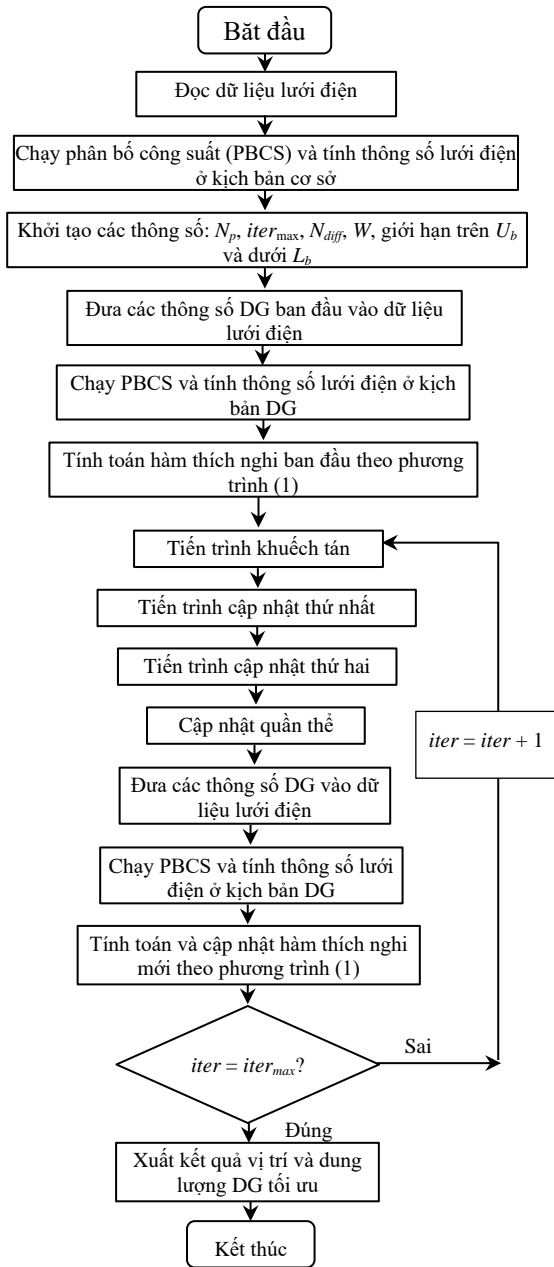 Băt đầu
Đọc dữ liệu lưới điện
Chạy phân bố công suất (PBCS) và tính thông số lưới điện
ở kịch bản cơ sở
Khởi tạo các thông số: Np, itermax, Ndiff, W, giới hạn trên Ub
và dưới Lb
Đưa các thông số DG ban đầu vào dữ liệu
lưới điện
Chạy PBCS và tính thông số lưới điện ở kịch
bản DG
Tính toán hàm thích nghi ban đầu theo phương
trình (1)
Tiến trình khuếch tán
Tiến trình cập nhật thứ nhất
Tiến trình cập nhật thứ hai
Cập nhật quần thể
iter = iter + 1
Đưa các thông số DG vào dữ
liệu lưới điện
Chạy PBCS và tính thông số lưới
điện ở kịch bản DG
Tính toán và cập nhật hàm thích nghi
mới theo phương trình (1)
iter = itermax?
Sai
Đúng
Xuất kết quả vị trí và dung
lượng DG tối ưu
Kết thúc